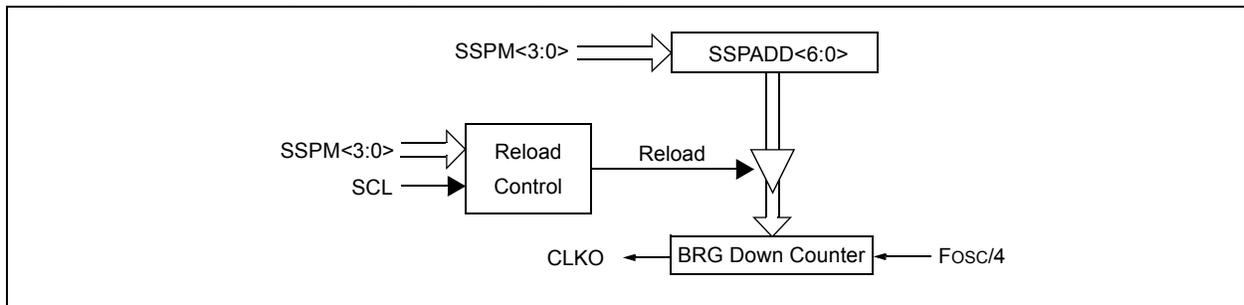 SSPM<3:0>
SSPADD<6:0>
SSPM<3:0>
SCL
Reload
Control
Reload
CLKO
BRG Down Counter
FOSC/4